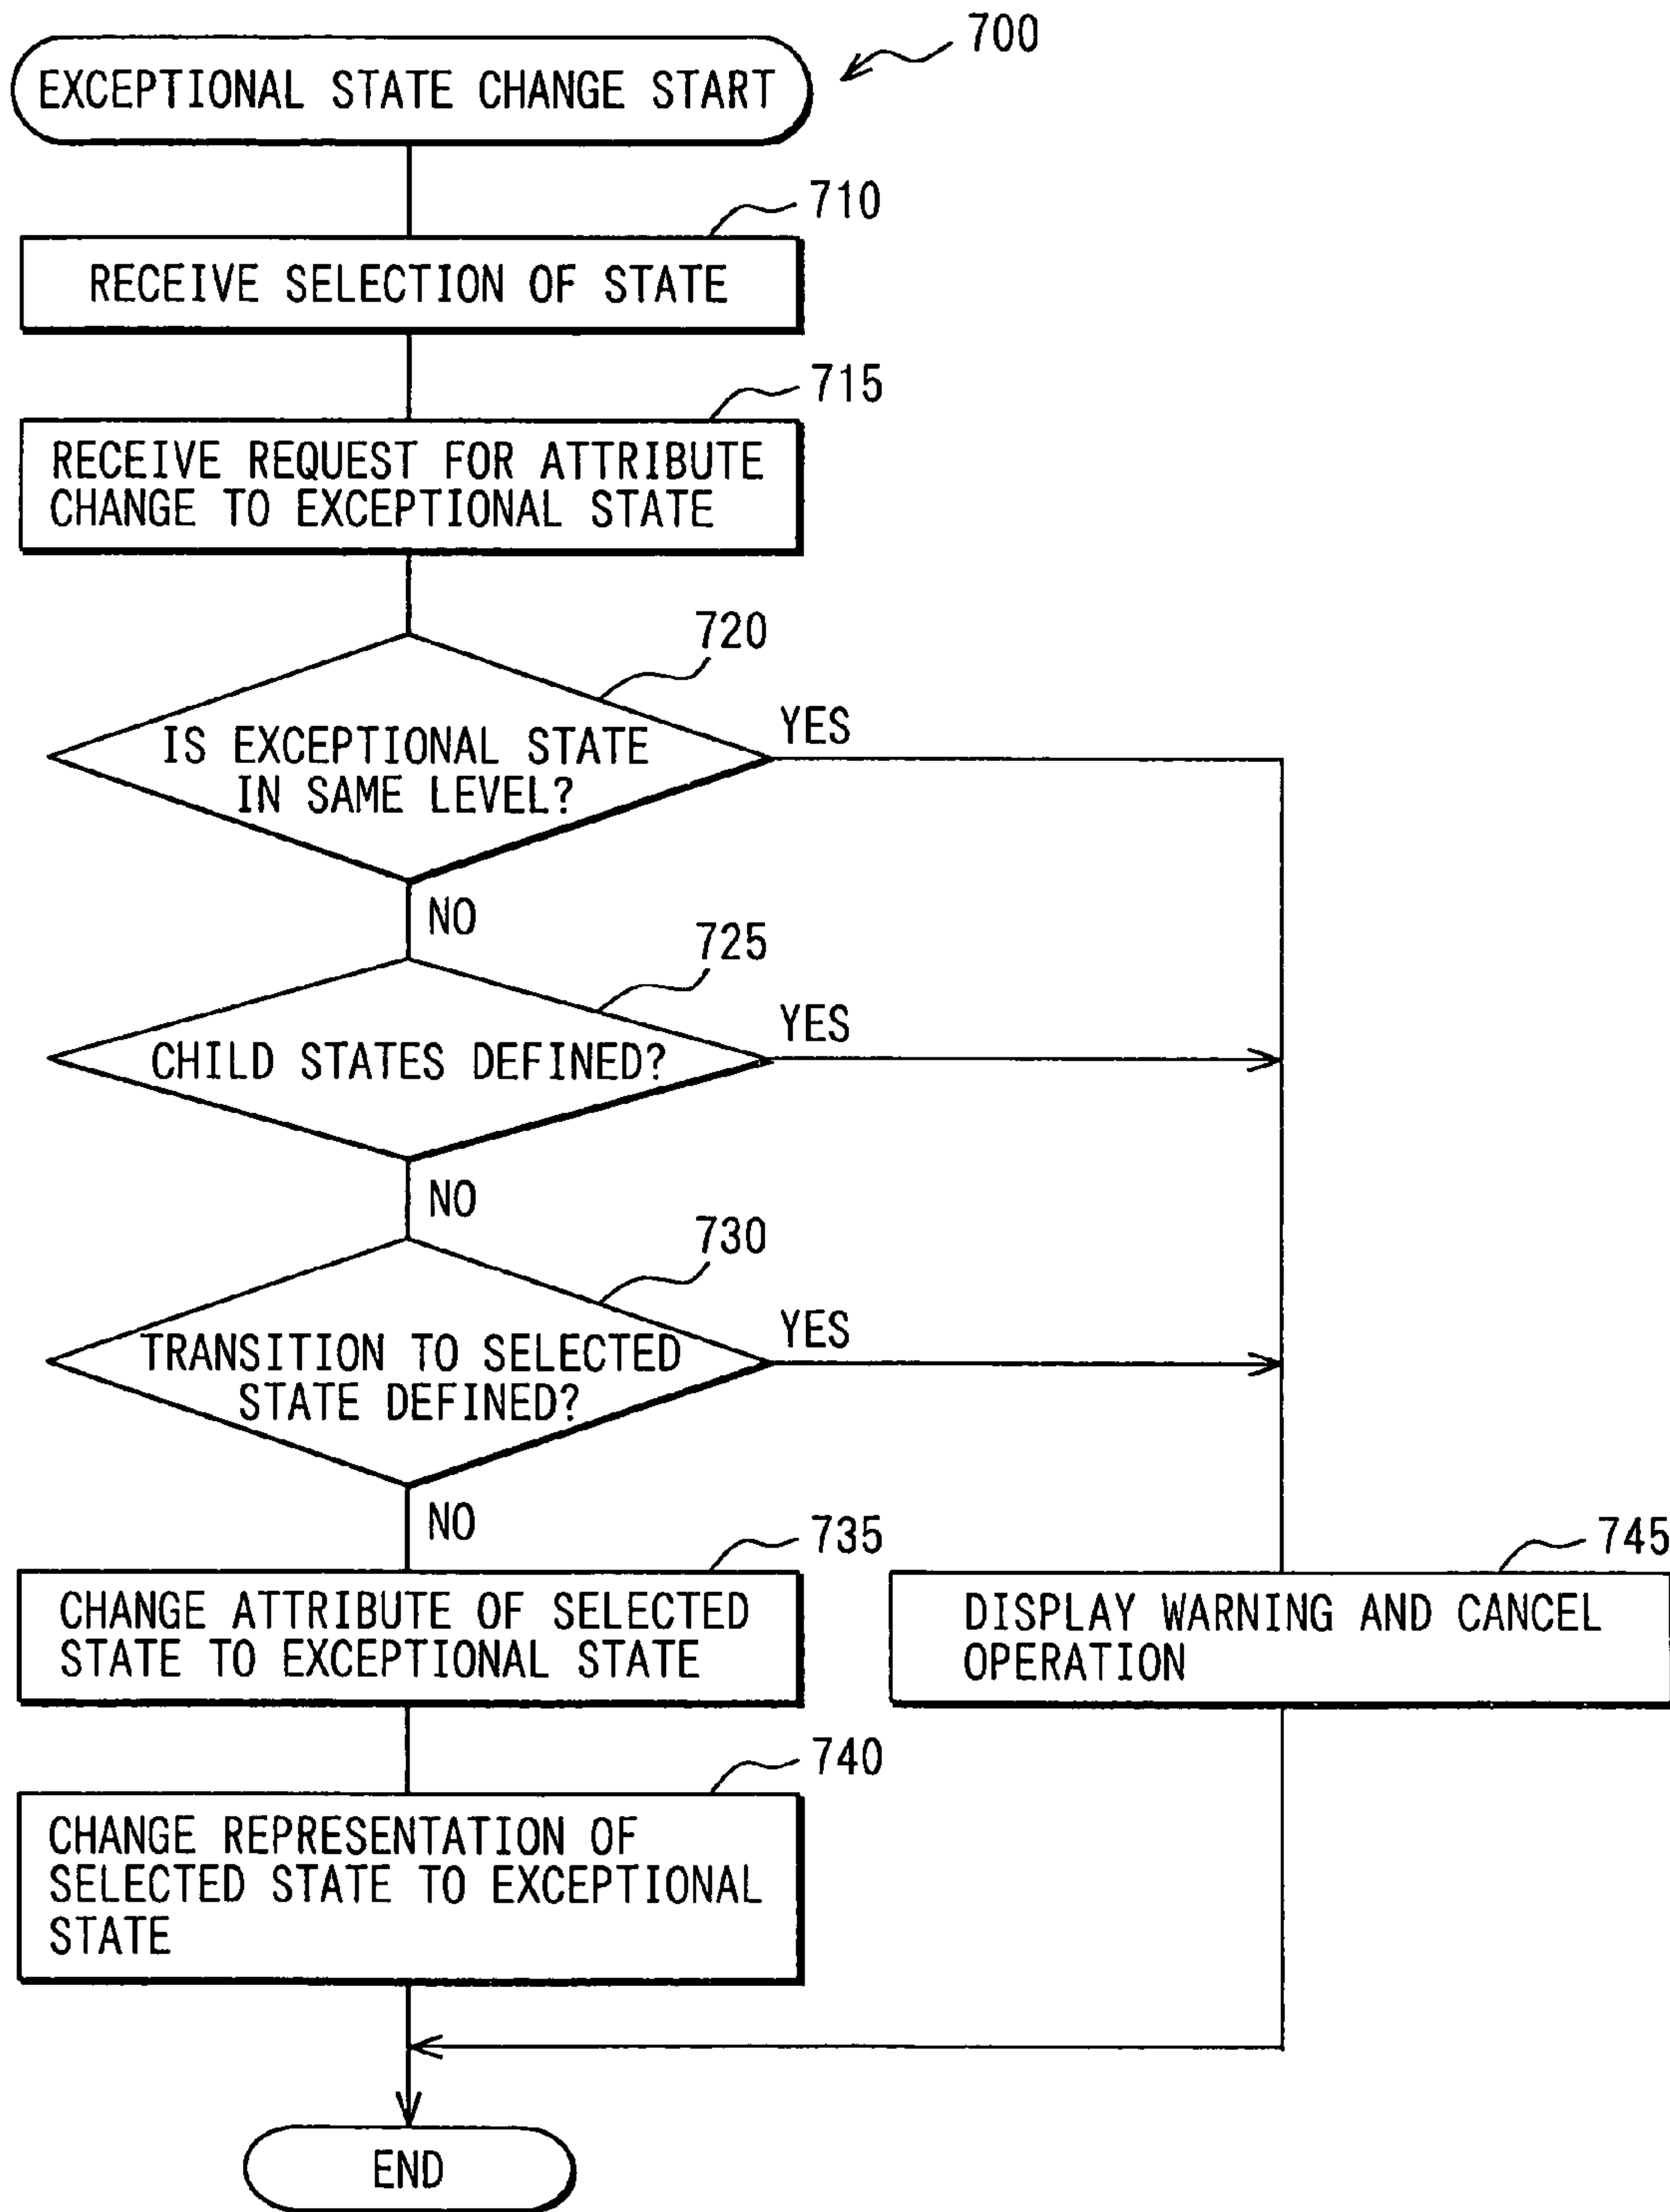 700
EXCEPTIONAL STATE CHANGE START
710
RECEIVE SELECTION OF STATE
715
RECEIVE REQUEST FOR ATTRIBUTE
CHANGE TO EXCEPTIONAL STATE
720
IS EXCEPTIONAL STATE
IN SAME LEVEL?
YES
NO
725
CHILD STATES DEFINED?
YES
NO
730
TRANSITION TO SELECTED
STATE DEFINED?
YES
NO
735
CHANGE ATTRIBUTE OF SELECTED
STATE TO EXCEPTIONAL STATE
745
DISPLAY WARNING AND CANCEL
OPERATION
740
CHANGE REPRESENTATION OF
SELECTED STATE TO EXCEPTIONAL
STATE
END